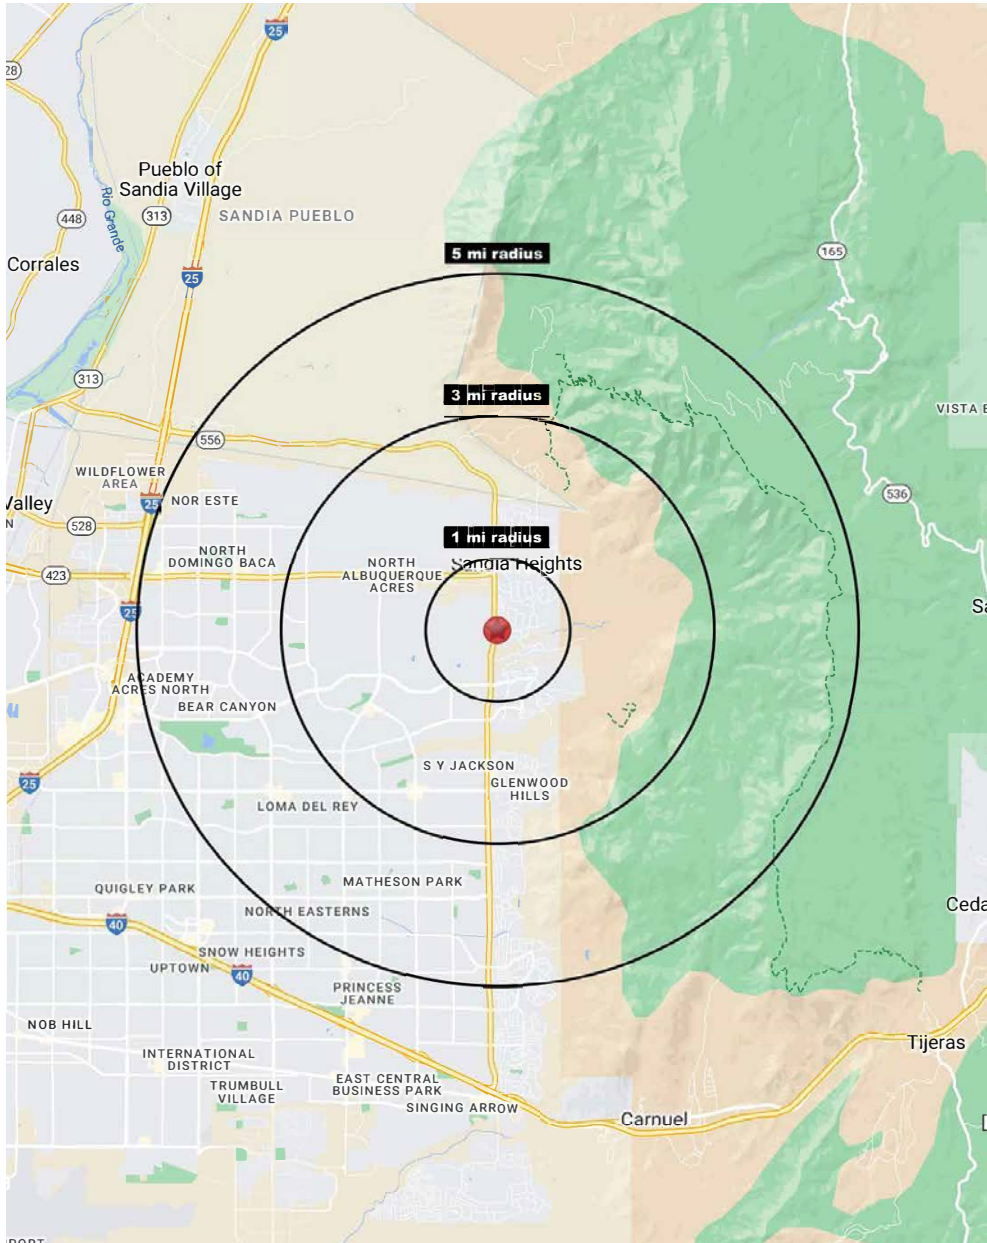 25
28
Pueblo of
Sandia Village
Rio Grande
448
313
SANDIA PUEBLO
165
5 mi radius
Corrales
25
313
3 mi radius
VISTA
556
WILDFLOWER
AREA
536
25
NOR ESTE
Valley
N
528
1 mi radius
NORTH
DOMINGO BACA
NORTH
ALBUQUERQUE
ACRES
Sandia Heights
423
25
Sa
ACADEMY
ACRES NORTH
BEAR CANYON
S Y JACKSON
25
GLENWOOD
HILLS
LOMA DEL REY
MATHESON PARK
QUIGLEY PARK
Ceda
NORTH EASTERNS
40
SNOW HEIGHTS
UPTOWN
40
PRINCESS
JEANNE
NOB HILL
Tijeras
INTERNATIONAL
DISTRICT
EAST CENTRAL
BUSINESS PARK
TRUMBULL
VILLAGE
SINGING ARROW
Carnuel